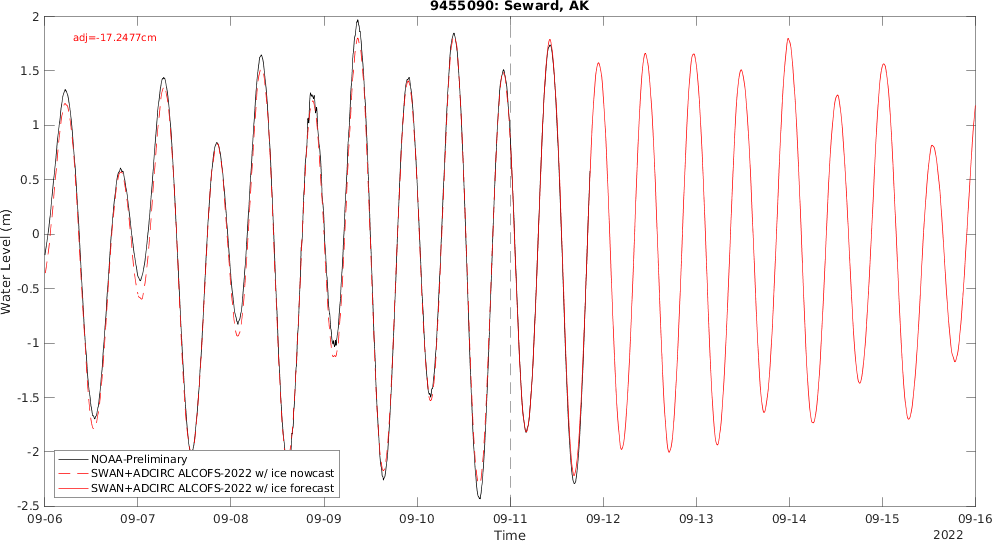 9455090: Seward, AK
adj=-17.2477cm
2
1.5
1
0.5
0
-0.5
-1
-1.5
-2
-2.5
Water Level (m)
NOAA-Preliminary
SWAN+ADCIRC ALCOFS-2022 w/ ice nowcast
SWAN+ADCIRC ALCOFS-2022 w/ ice forecast
09-06 09-07 09-08 09-09 09-10 09-11 09-12 09-13 09-14 09-15 09-16
Time
2022